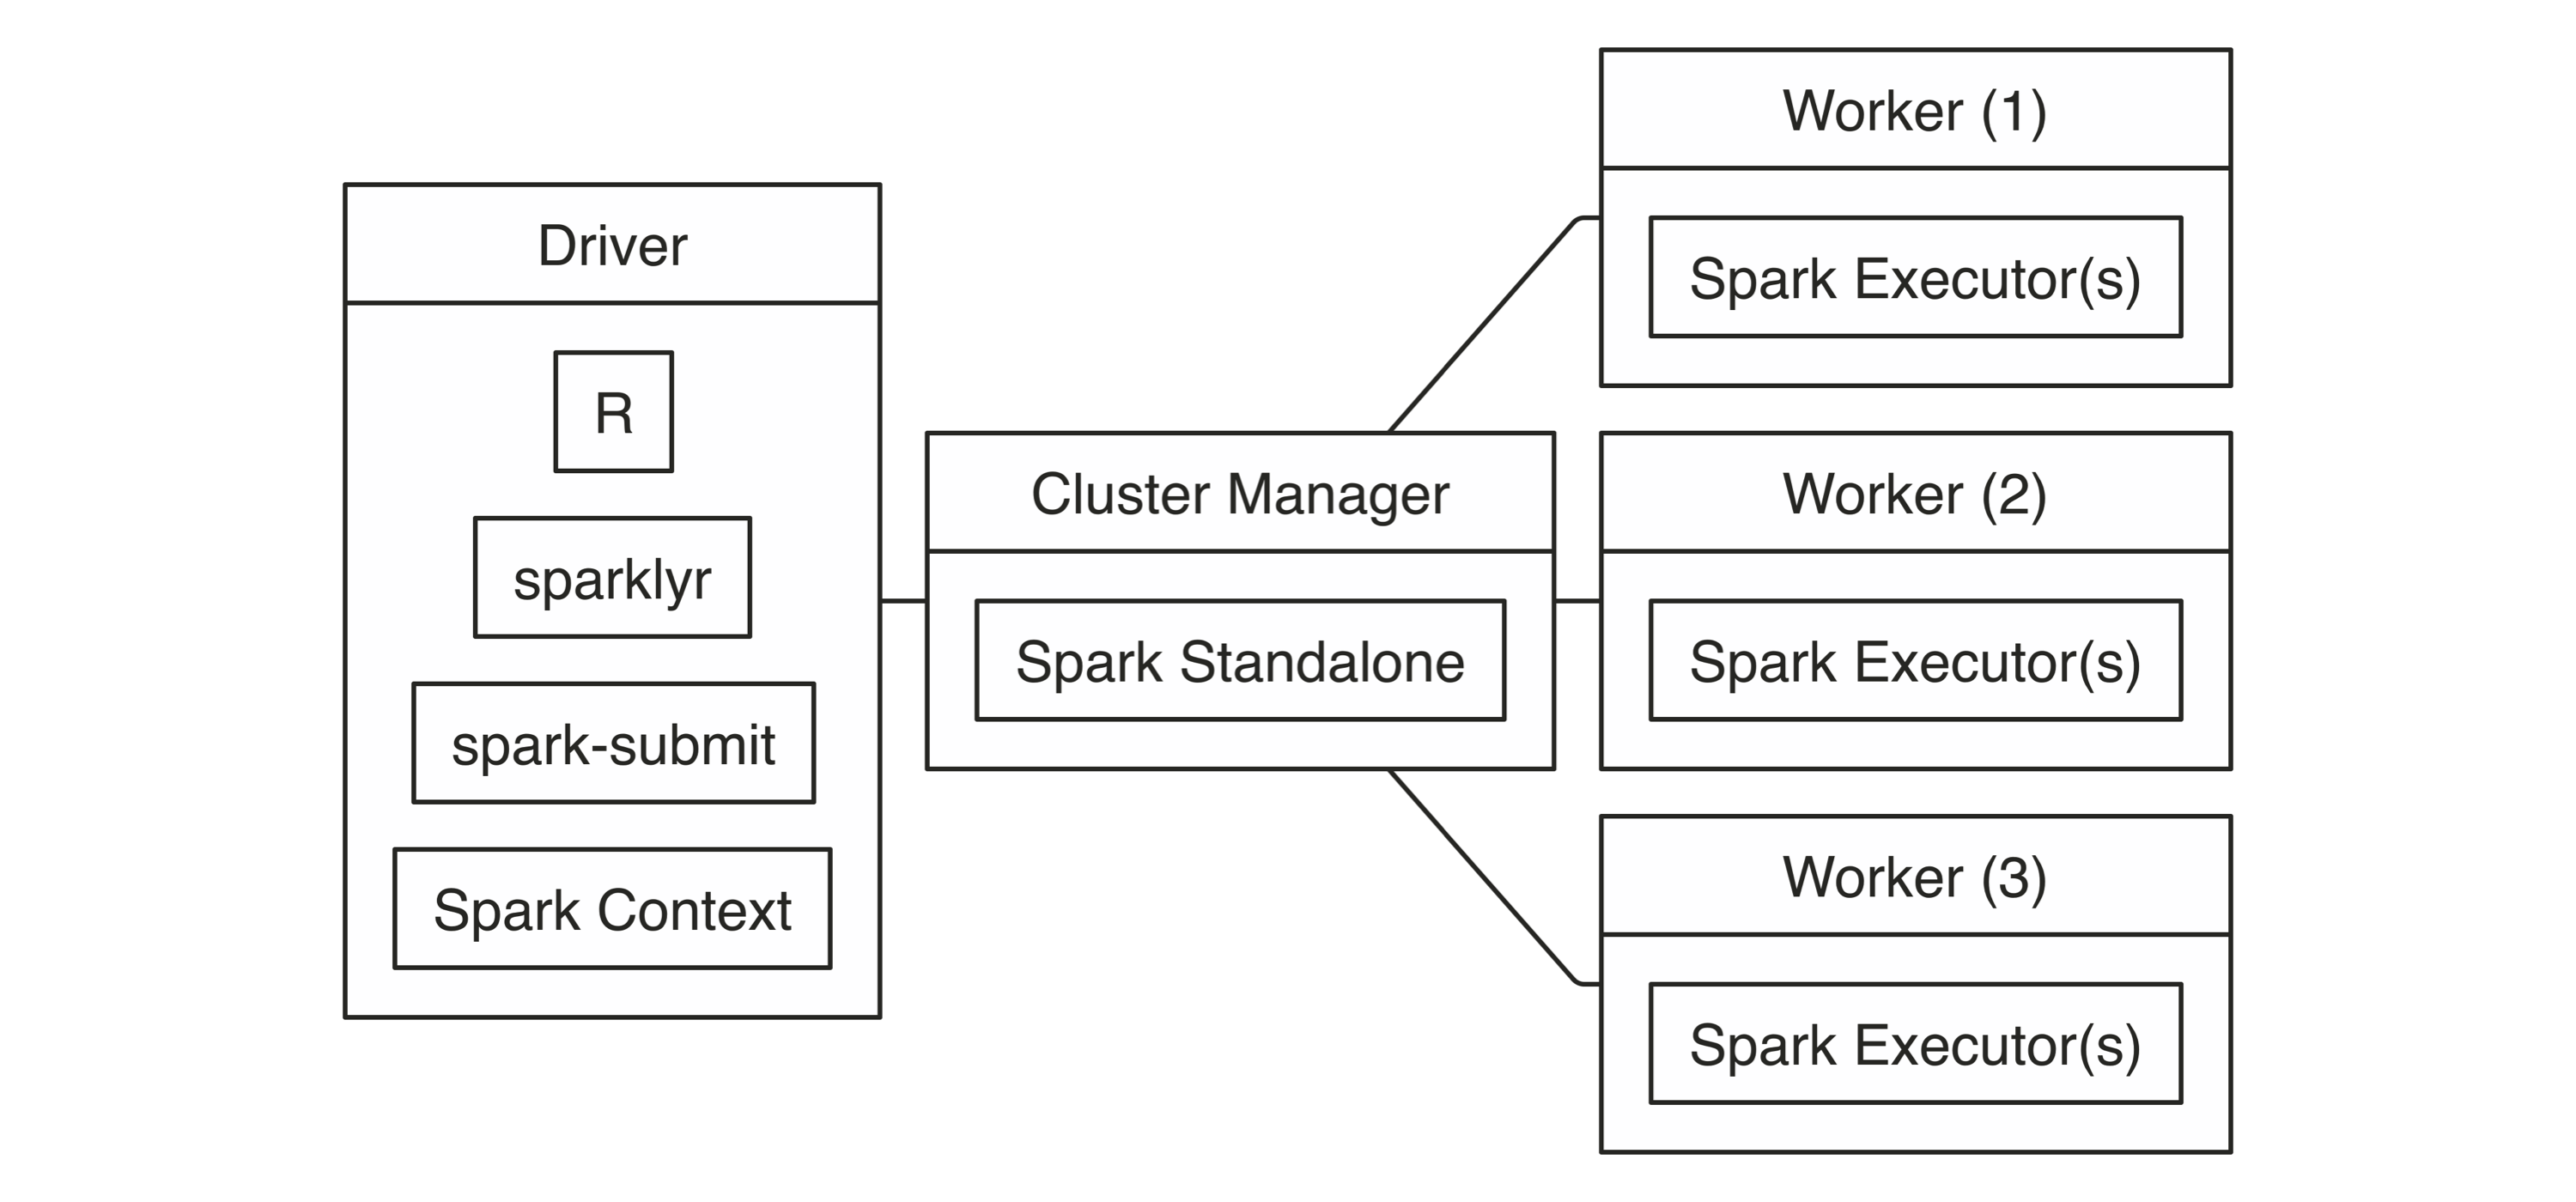 Driver
R
sparklyr
spark-submit
Spark Context
Cluster Manager
Spark Standalone
Worker (1)
Spark Executor(s)
Worker (2)
Spark Executor(s)
Worker (3)
Spark Executor(s)